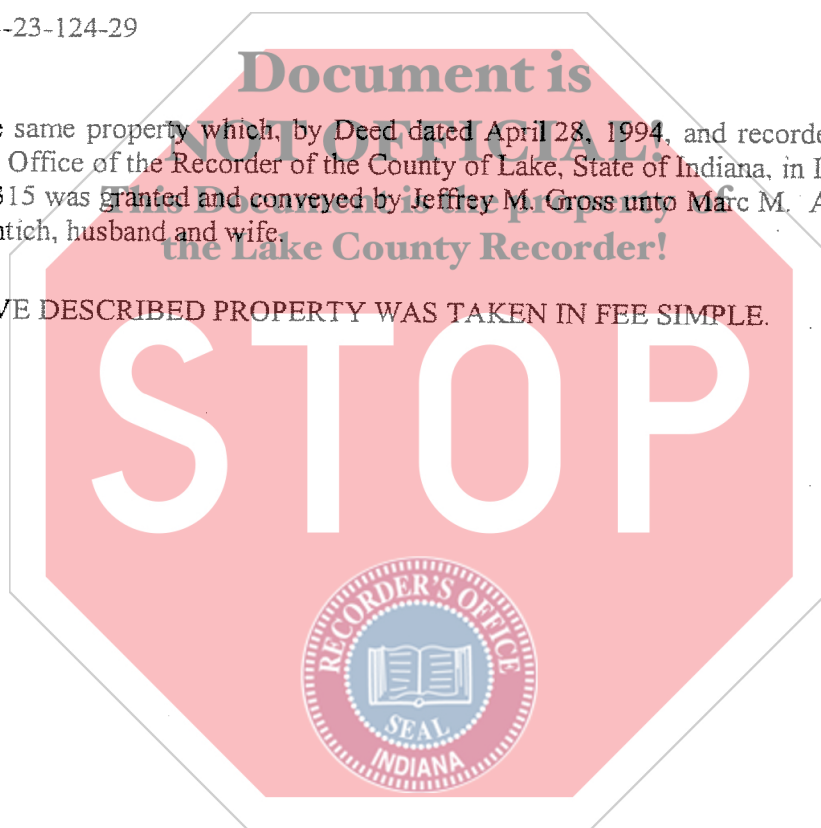 -23-124-29
Document is
NOT OFFICIAL!
This Document is the property of
the Lake County Recorder!
same property which, by Deed dated April 28, 1994, and recorde
Office of the Recorder of the County of Lake, State of Indiana, in
15 was granted and conveyed by Jeffrey M. Gross unto Marc M. A
ntich, husband and wife.
VE DESCRIBED PROPERTY WAS TAKEN IN FEE SIMPLE.
STOP
RECORDER'S OFFICE
SEAL
INDIANA